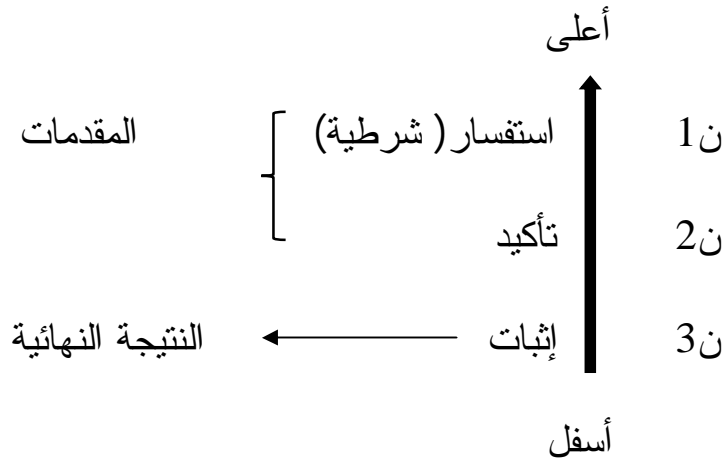 أعلى
ن1 استفسار ( شرطية) المقدمات
ن2 تأكيد
ن3 إثبات النتيجة النهائية
أسفل